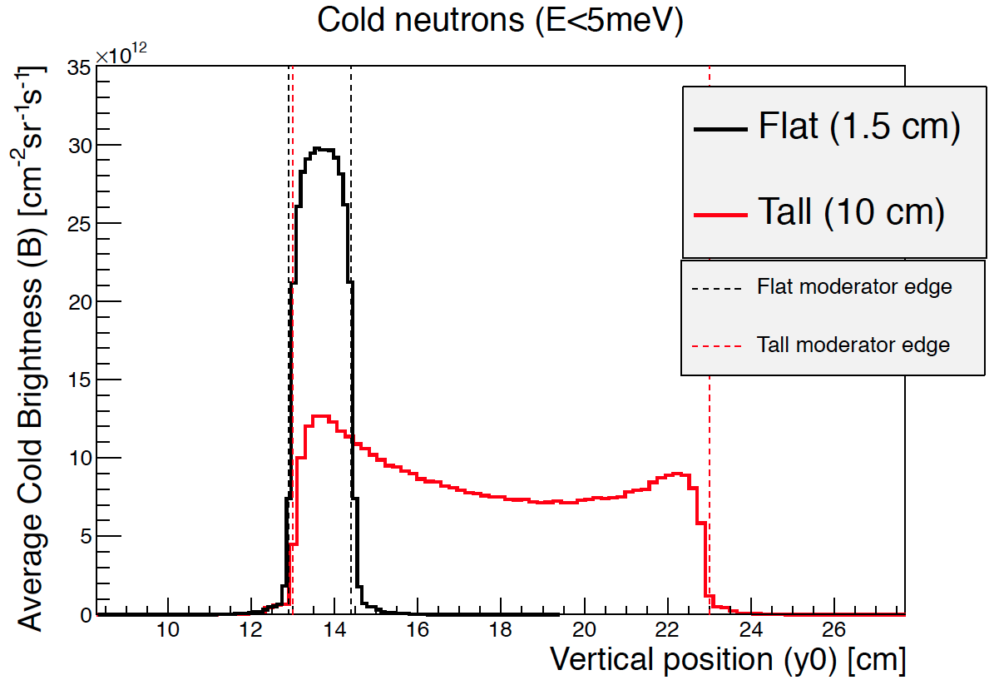 Cold neutrons (E<5meV)
×10¹²
Average Cold Brightness (B) [cm⁻²sr⁻¹s⁻¹]
35
30
25
20
15
10
5
0
Flat (1.5 cm)
Tall (10 cm)
Flat moderator edge
Tall moderator edge
10 12 14 16 18 20 22 24 26
Vertical position (y0) [cm]